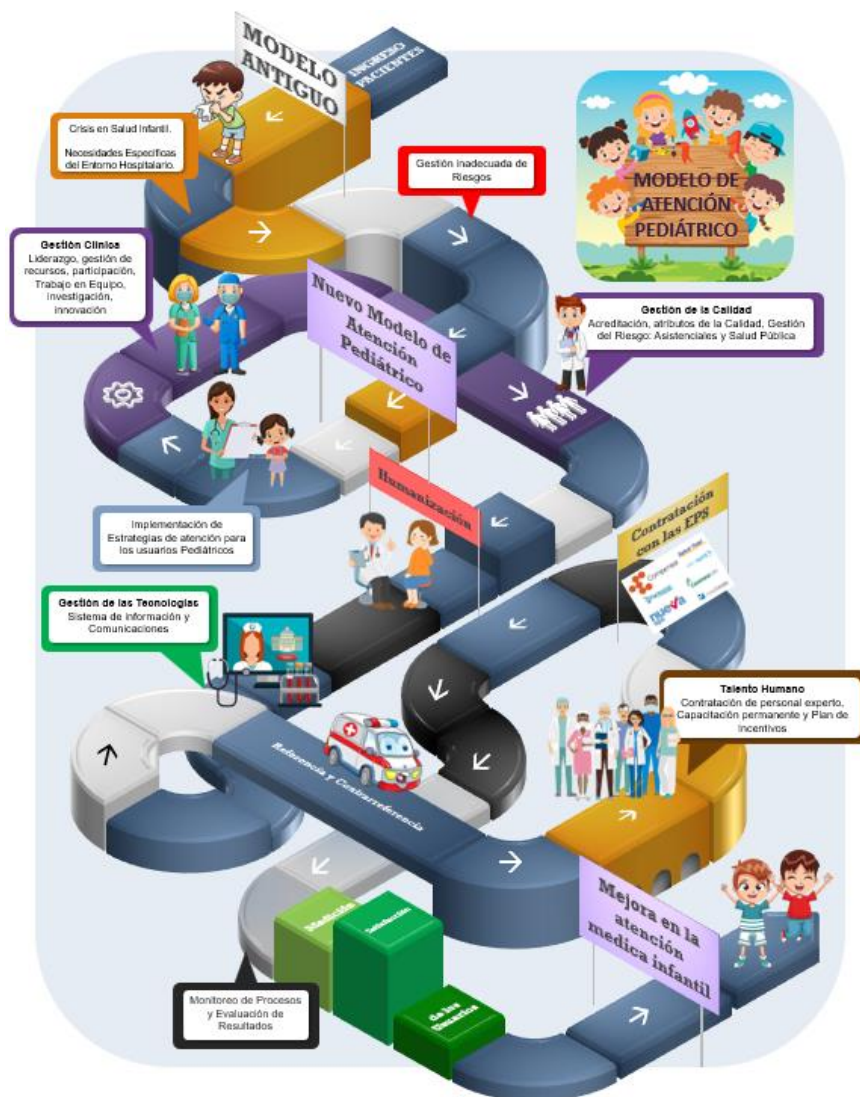 MODELO
ANTIGUO
INGRESO
PACIENTES
Crisis en Salud Infantil.
Necesidades Específicas
del Entorno Hospitalario.
Gestión Inadecuada de
Riesgos
MODELO DE
ATENCIÓN
PEDIÁTRICO
Gestión Clínica
Liderazgo, gestión de
recursos, participación,
Trabajo en Equipo,
investigación,
innovación
Nuevo Modelo de
Atención
Pediátrico
Gestión de la Calidad
Acreditación, atributos de la Calidad, Gestión
del Riesgo: Asistenciales y Salud Pública
Implementación de
Estrategias de atención para
los usuarios Pediátricos
Humanización
Contratación
con las EPS
compensar
nueva
Gestión de las Tecnologías
Sistema de Información y
Comunicaciones
Talento Humano
Contratación de personal experto,
Capacitación permanente y Plan de
Incentivos
Referencia y Contrarreferencia
Medición
Satisfacción
de los
Usuarios
Mejora en la
atención
medica infantil
Monitoreo de Procesos
y Evaluación de
Resultados